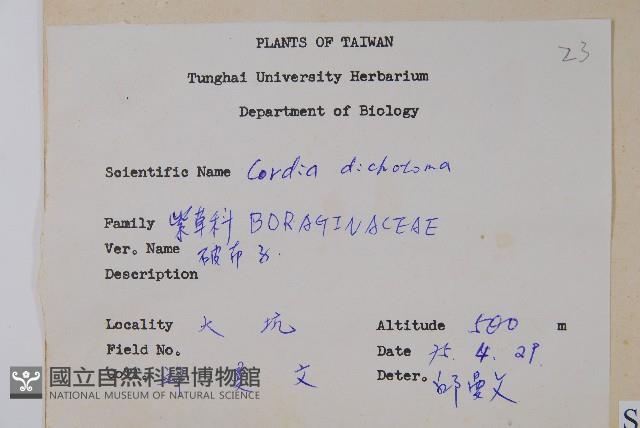 PLANTS OF TAIWAN
23
Tunghai University Herbarium
Department of Biology
Scientific Name Cordia dichotoma
Family 紫草科 BORAGINACEAE
Ver. Name 破布子.
Description
Locality 大坑 Altitude 500 m
Field No. Date 75. 4. 29.
Coll. 文 Deter. 邱曼文
國立自然科學博物館
NATIONAL MUSEUM OF NATURAL SCIENCE
S